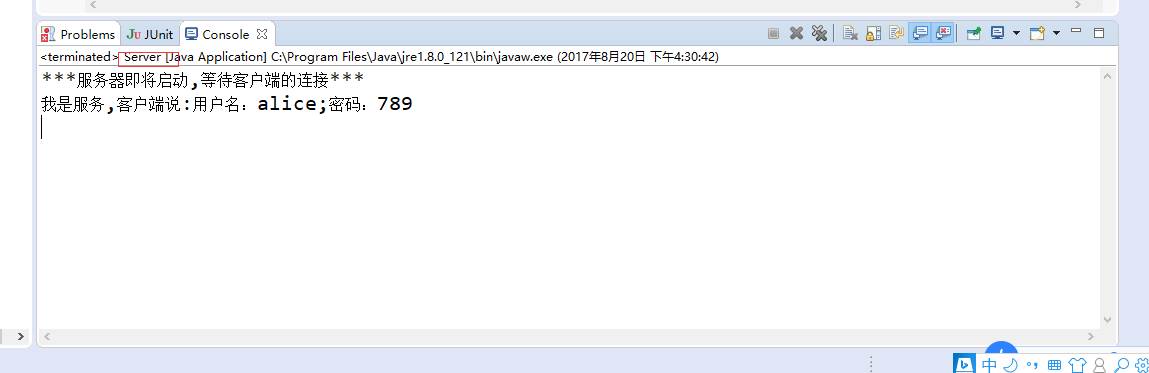 Problems JUnit Console
<terminated> Server [Java Application] C:\Program Files\Java\jre1.8.0_121\bin\javaw.exe (2017年8月20日 下午4:30:42)
***服务器即将启动,等待客户端的连接***
我是服务,客户端说:用户名：alice;密码：789
中